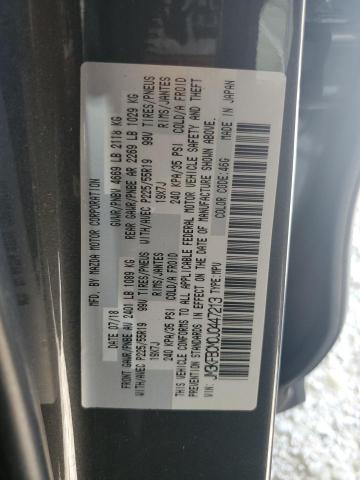 MFD. BY MAZDA MOTOR CORPORATION
DATE: 07/18 GVWR/PNBV 4669 LB 2118 KG
FRONT GAWR/PNBE AV 2401 LB 1089 KG REAR GAWR/PNBE AR 2269 LB 1029 KG
WITH/AVEC P225/55R19 99V TIRES/PNEUS WITH/AVEC P225/55R19 99V TIRES/PNEUS
19X7J RIMS/JANTES 19X7J RIMS/JANTES
240 KPA/35 PSI COLD/A FROID 240 KPA/35 PSI COLD/A FROID
THIS VEHICLE CONFORMS TO ALL APPLICABLE FEDERAL MOTOR VEHICLE SAFETY, BUMPER,
AND THEFT PREVENTION STANDARDS IN EFFECT ON THE DATE OF MANUFACTURE SHOWN ABOVE.
COLOR CODE:46G MADE IN JAPAN
VIN: TYPE:MPV